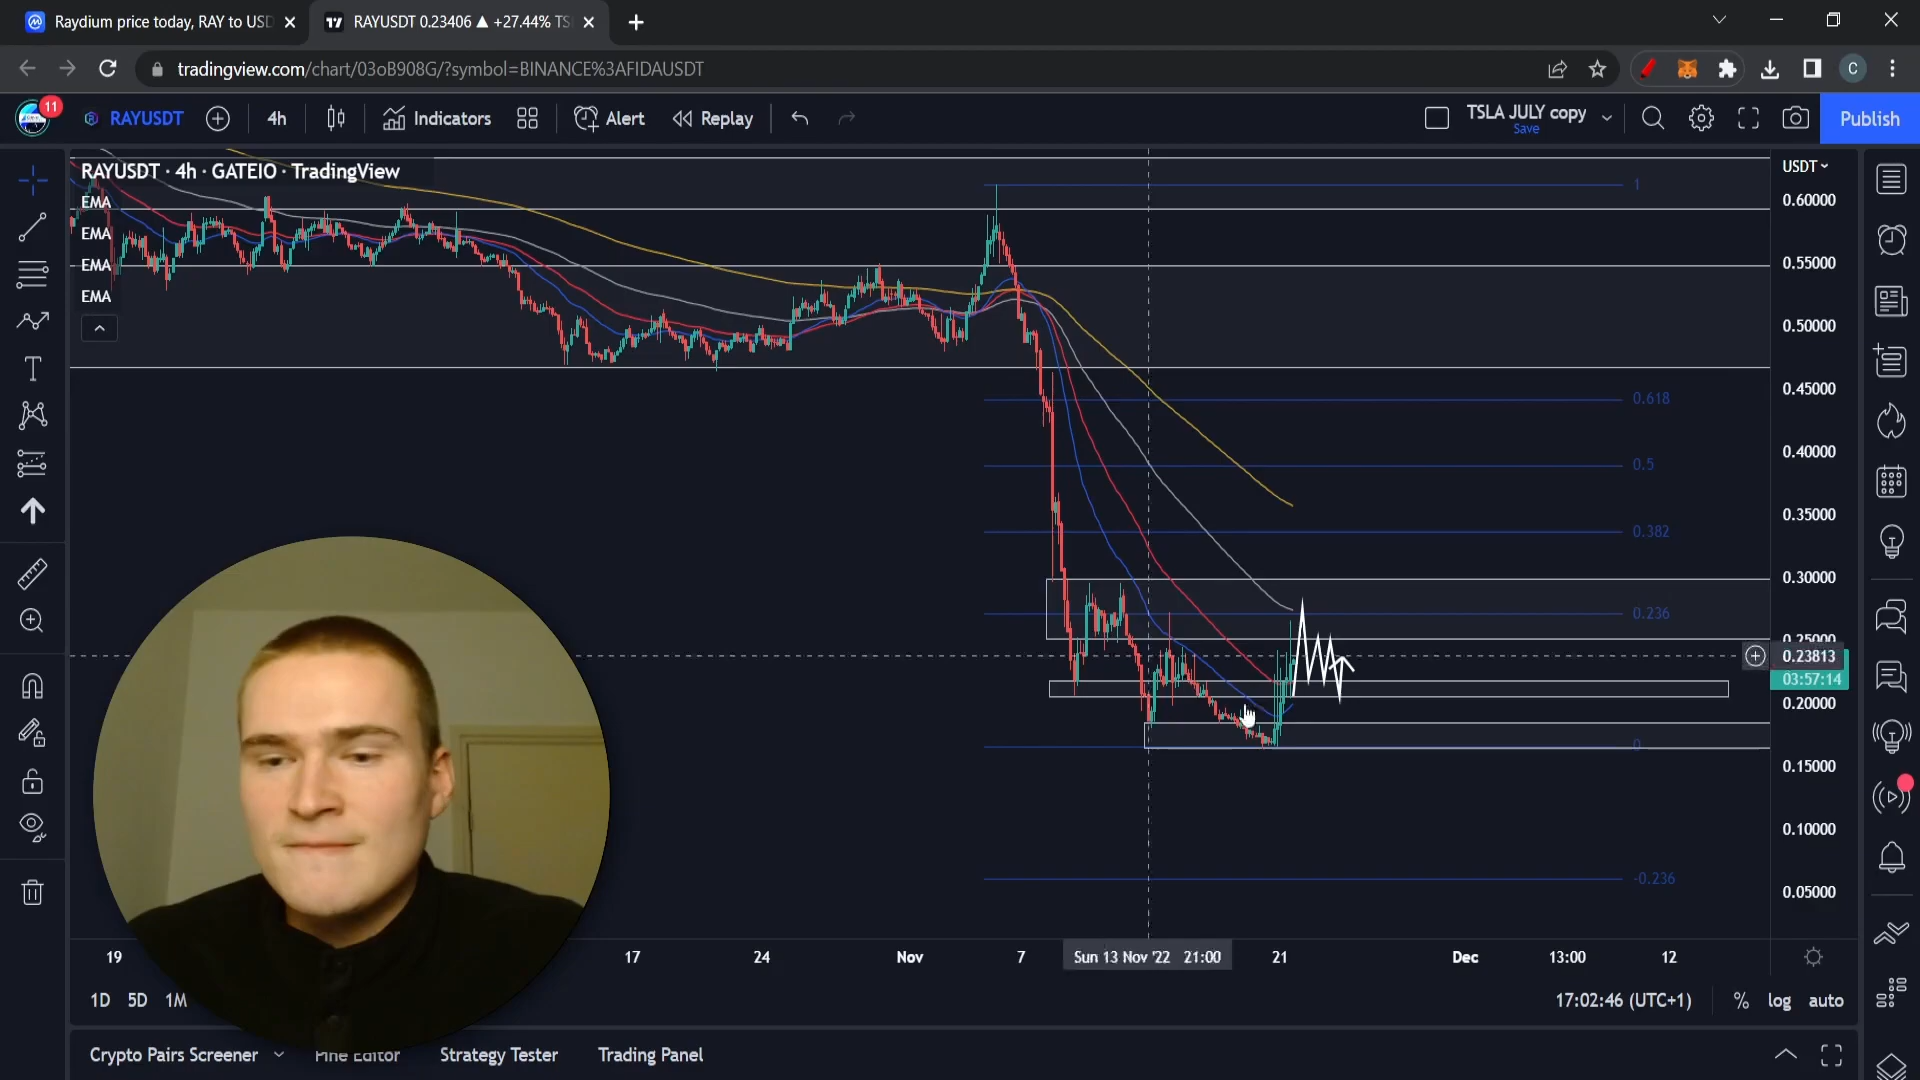 Raydium price today, RAY to USD
RAYUSDT 0.23406 ▲ +27.44% TS
tradingview.com/chart/03oB908G/?symbol=BINANCE%3AFIDAUSDT
C
11
RAYUSDT
4h
Indicators
Alert
Replay
TSLA JULY copy
Save
Publish
RAYUSDT · 4h · GATEIO · TradingView
EMA
EMA
EMA
EMA
USDT
0.60000
0.55000
0.50000
0.45000
0.40000
0.35000
0.30000
0.25000
0.23813
03:57:14
0.20000
0.15000
0.10000
0.05000
1
0.618
0.5
0.382
0.236
0
-0.236
19
17
24
Nov
7
Sun 13 Nov '22 21:00
21
Dec
13:00
12
1D 5D 1M
17:02:46 (UTC+1)
% log auto
Crypto Pairs Screener
Pine Editor
Strategy Tester
Trading Panel